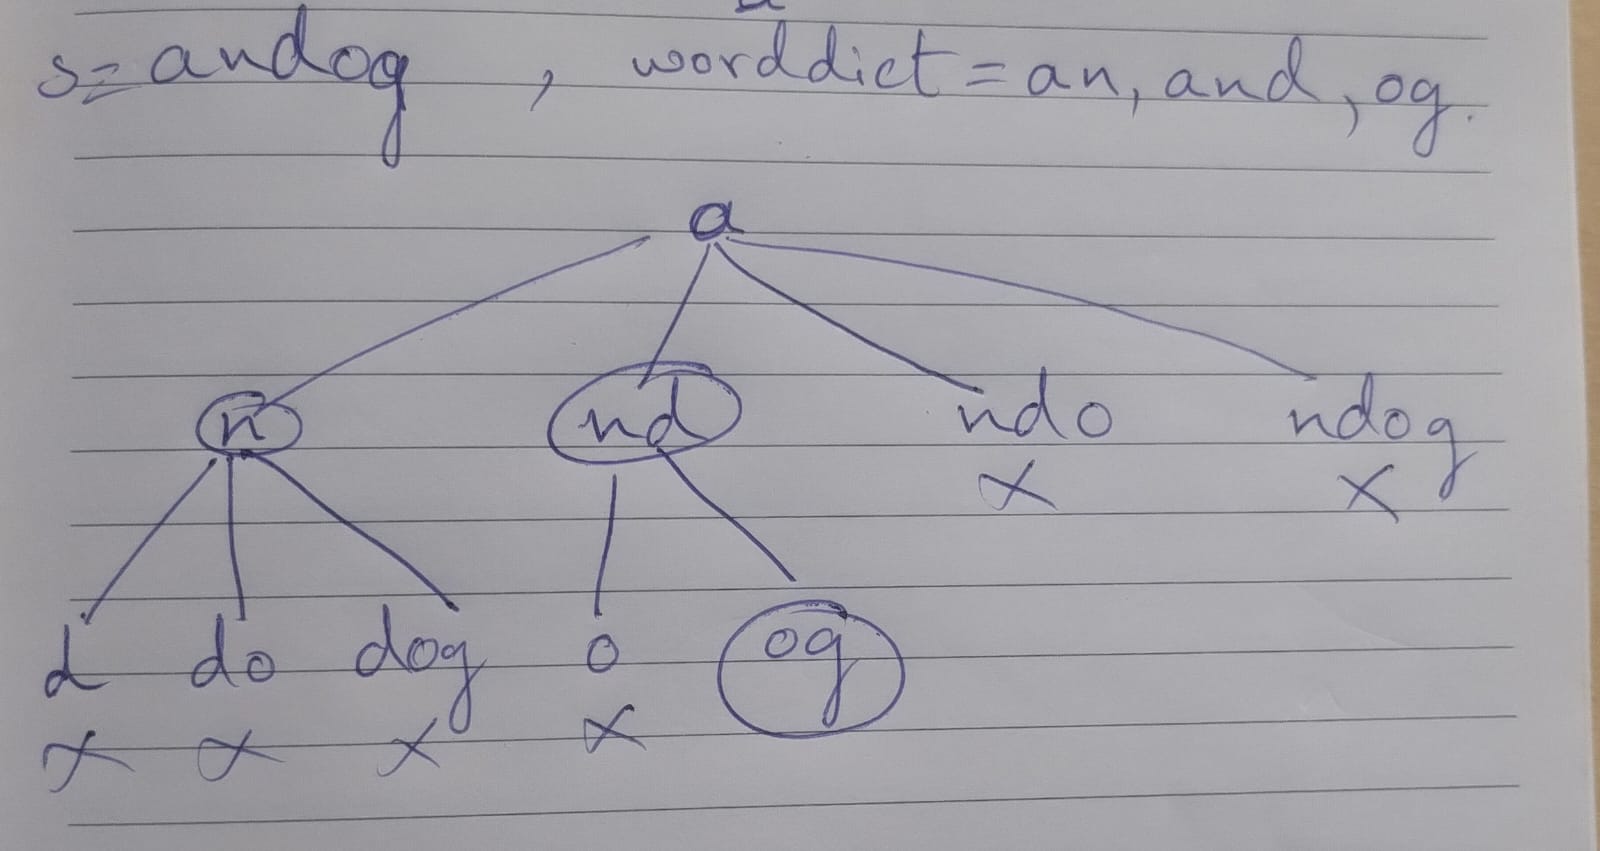 s=andog, worddict = an, and, og.
a
n nd ndo ndog
x x
d do dog o og
x x x x